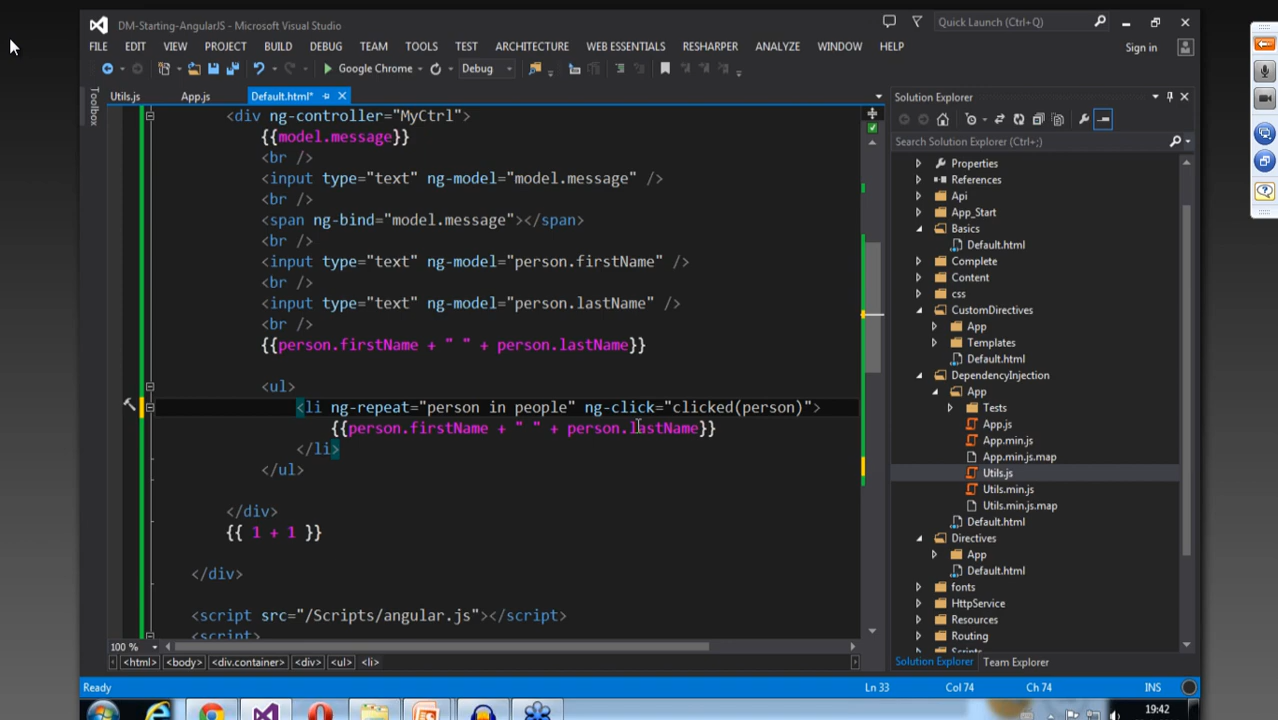 DM-Starting-AngularJS - Microsoft Visual Studio
Quick Launch (Ctrl+Q)
FILE EDIT VIEW PROJECT BUILD DEBUG TEAM TOOLS TEST ARCHITECTURE WEB ESSENTIALS RESHARPER ANALYZE WINDOW HELP
Sign in
Google Chrome Debug
Toolbox
Utils.js App.js Default.html*
<div ng-controller="MyCtrl">
{{model.message}}
<br />
<input type="text" ng-model="model.message" />
<br />
<span ng-bind="model.message"></span>
<br />
<input type="text" ng-model="person.firstName" />
<br />
<input type="text" ng-model="person.lastName" />
<br />
{{person.firstName + " " + person.lastName}}
<ul>
<li ng-repeat="person in people" ng-click="clicked(person)">
{{person.firstName + " " + person.lastName}}
</li>
</ul>
</div>
{{ 1 + 1 }}
</div>
<script src="/Scripts/angular.js"></script>
<script>
100 %
<html> <body> <div.container> <div> <ul> <li>
Solution Explorer
Search Solution Explorer (Ctrl+;)
Properties
References
Api
App_Start
Basics
Default.html
Complete
Content
css
CustomDirectives
App
Templates
Default.html
DependencyInjection
App
Tests
App.js
App.min.js
App.min.js.map
Utils.js
Utils.min.js
Utils.min.js.map
Default.html
Directives
App
Default.html
fonts
HttpService
Resources
Routing
Scripts
Solution Explorer Team Explorer
Ready Ln 33 Col 74 Ch 74 INS
19:42